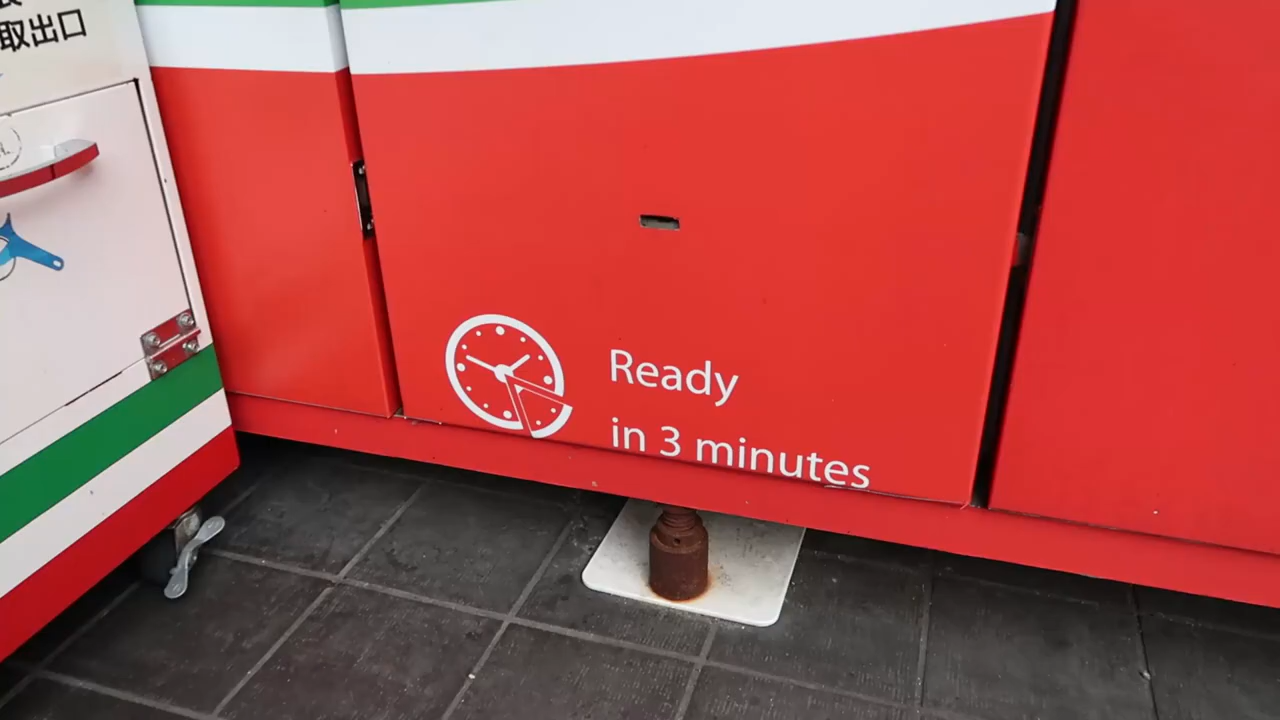 取出口
Ready
in 3 minutes